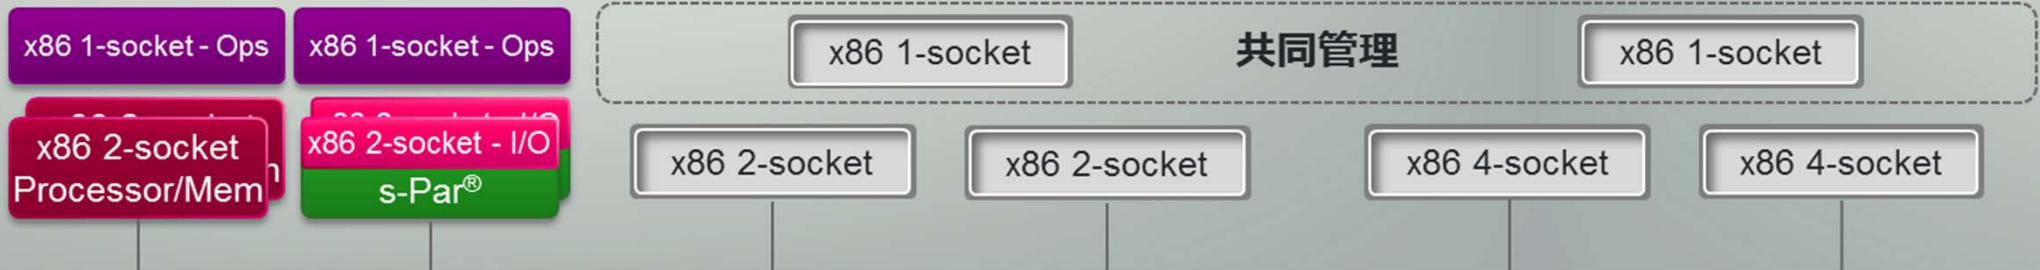 x86 1-socket - Ops
x86 1-socket - Ops
x86 1-socket
共同管理
x86 1-socket
x86 2-socket
Processor/Mem
x86 2-socket - I/O
s-Par®
x86 2-socket
x86 2-socket
x86 4-socket
x86 4-socket